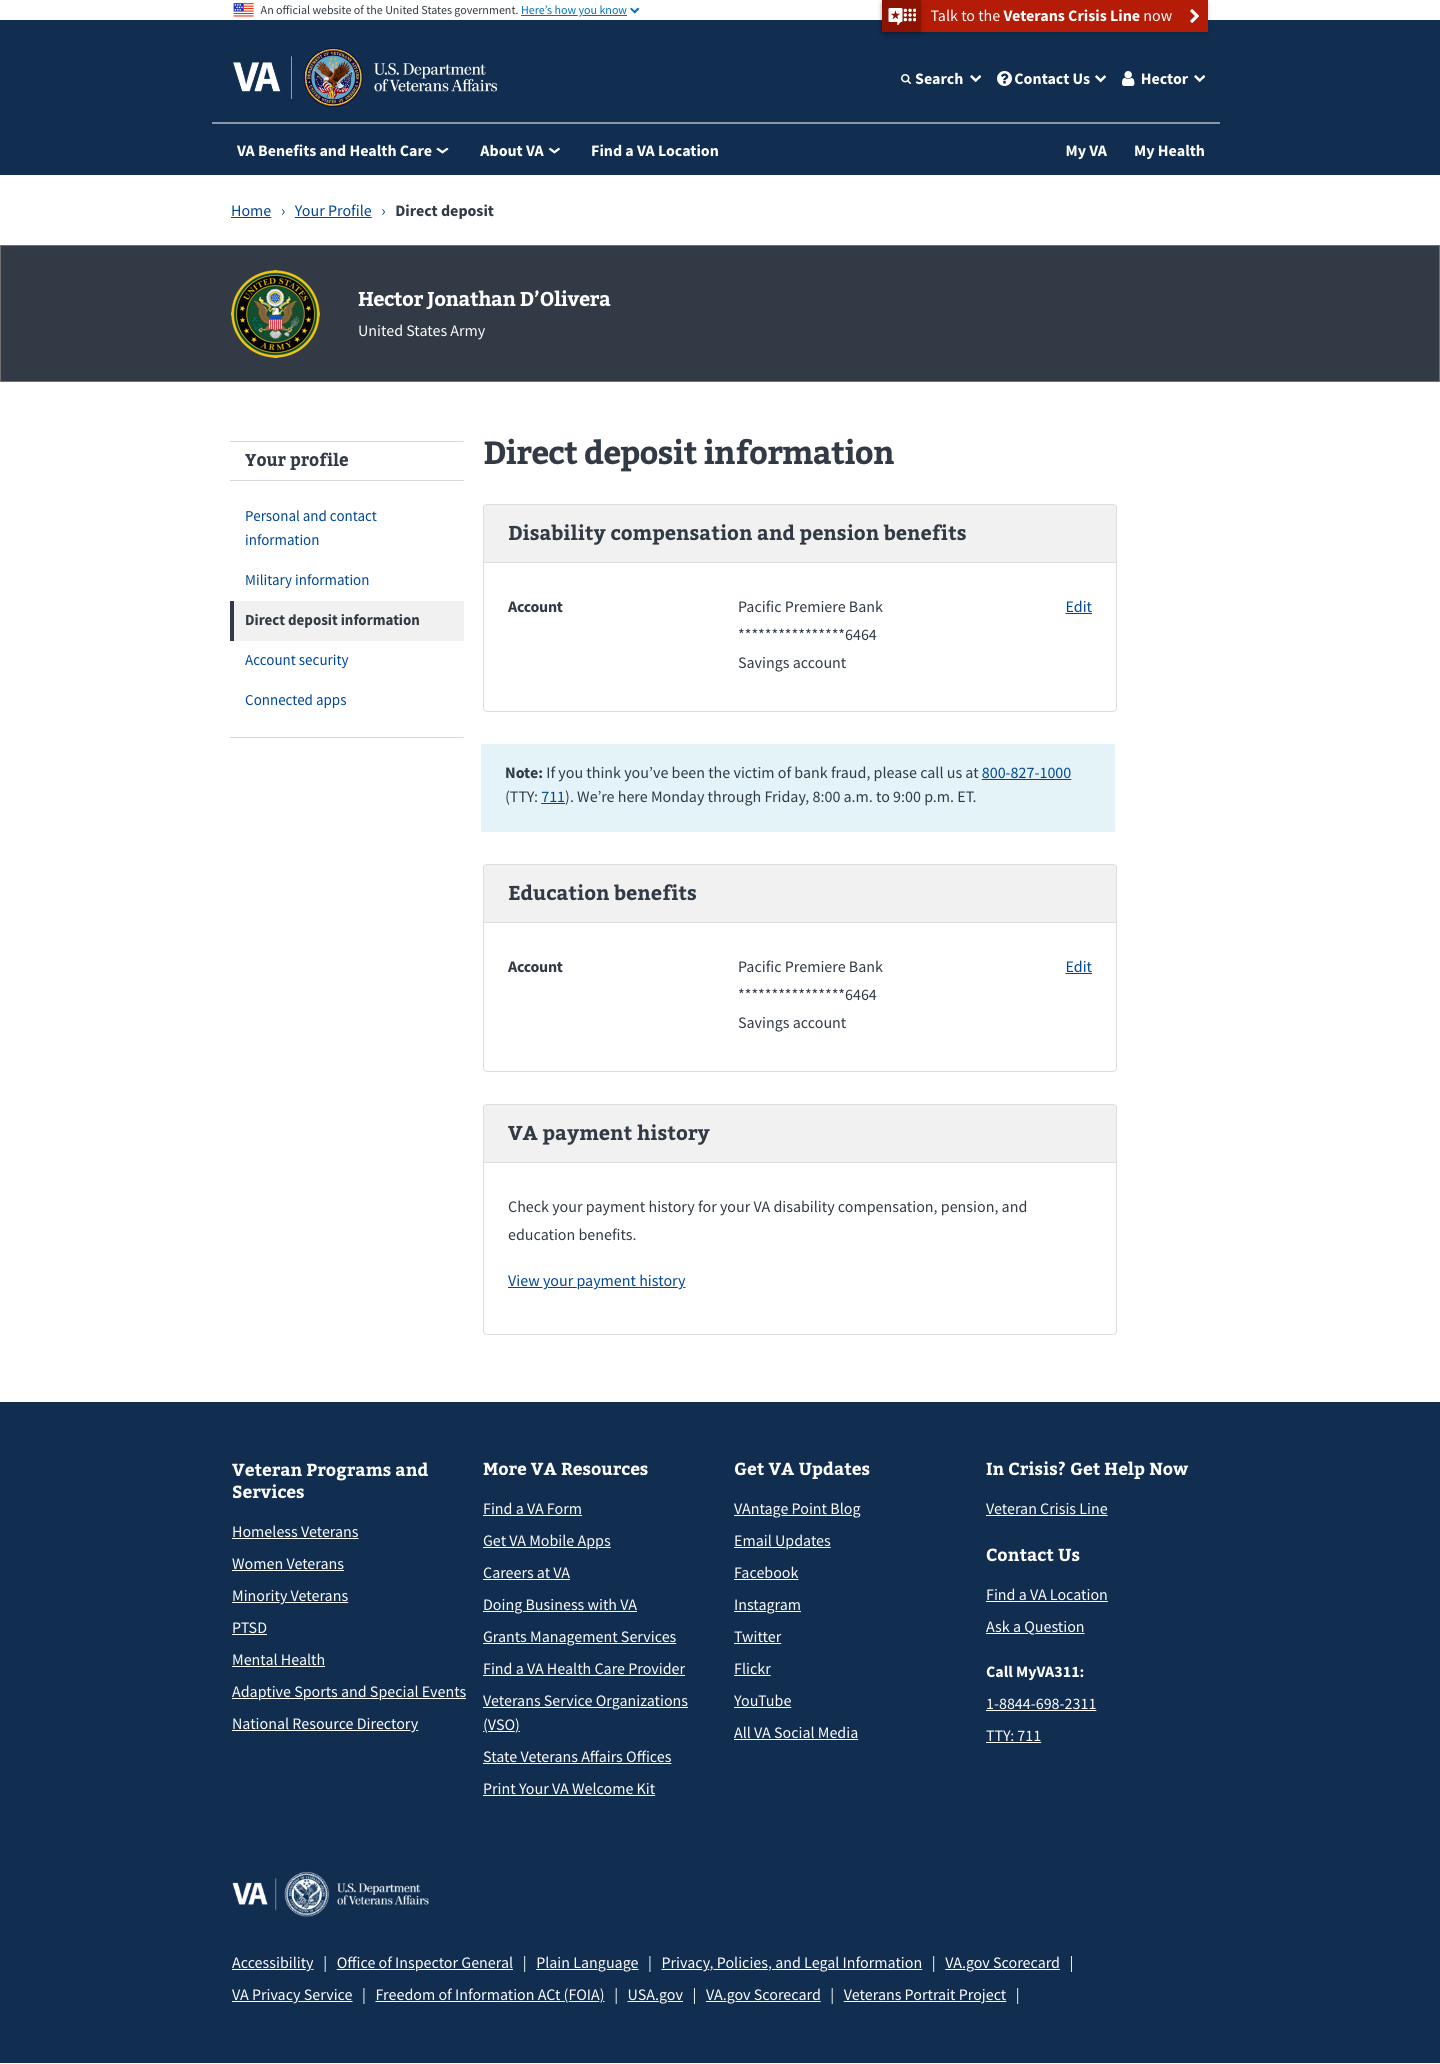 An official website of the United States government. Here's how you know
Talk to the Veterans Crisis Line now
VA
U.S. Department
of Veterans Affairs
Search
Contact Us
Hector
VA Benefits and Health Care
About VA
Find a VA Location
My VA
My Health
Home › Your Profile › Direct deposit
UNITED STATES
ARMY
Hector Jonathan D’Olivera
United States Army
Your profile
Personal and contact
information
Military information
Direct deposit information
Account security
Connected apps
Direct deposit information
Disability compensation and pension benefits
Account
Pacific Premiere Bank
Edit
****************6464
Savings account
Note: If you think you’ve been the victim of bank fraud, please call us at 800-827-1000
(TTY: 711). We’re here Monday through Friday, 8:00 a.m. to 9:00 p.m. ET.
Education benefits
Account
Pacific Premiere Bank
Edit
****************6464
Savings account
VA payment history
Check your payment history for your VA disability compensation, pension, and
education benefits.
View your payment history
Veteran Programs and
Services
Homeless Veterans
Women Veterans
Minority Veterans
PTSD
Mental Health
Adaptive Sports and Special Events
National Resource Directory
More VA Resources
Find a VA Form
Get VA Mobile Apps
Careers at VA
Doing Business with VA
Grants Management Services
Find a VA Health Care Provider
Veterans Service Organizations
(VSO)
State Veterans Affairs Offices
Print Your VA Welcome Kit
Get VA Updates
VAntage Point Blog
Email Updates
Facebook
Instagram
Twitter
Flickr
YouTube
All VA Social Media
In Crisis? Get Help Now
Veteran Crisis Line
Contact Us
Find a VA Location
Ask a Question
Call MyVA311:
1-8844-698-2311
TTY: 711
VA
U.S. Department
of Veterans Affairs
Accessibility | Office of Inspector General | Plain Language | Privacy, Policies, and Legal Information | VA.gov Scorecard |
VA Privacy Service | Freedom of Information ACt (FOIA) | USA.gov | VA.gov Scorecard | Veterans Portrait Project |